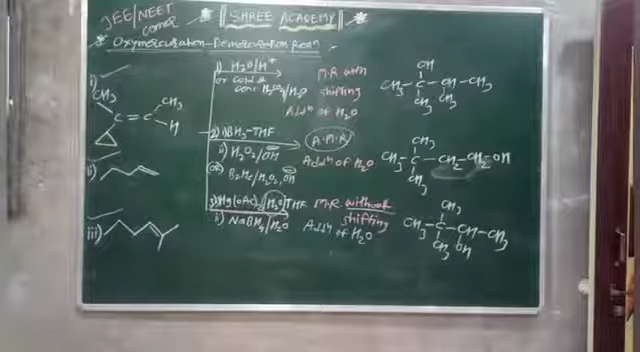 JEE/NEET
corner
SHREE ACADEMY
* Oxymercuration-Demercuration Reaxn
i)
CH3
C = C
CH3
H
ii)
iii)
1) H2O/H+
or cold &
conc H2SO4/H2O
M.R with
shifting
Addn of H2O
OH
CH3-C-CH-CH3
CH3 CH3
2) i) BH3-THF
ii) H2O2/OH
(or) B2H6/H2O2, OH
A.M.R
Addn of H2O
CH3
CH3-C-CH2-CH2-OH
CH3
3) Hg(OAc)2/H2O/THF
i) NaBH4/H2O
M.R without
shifting
Addn of H2O
CH3
CH3-C-CH-CH3
CH3 OH